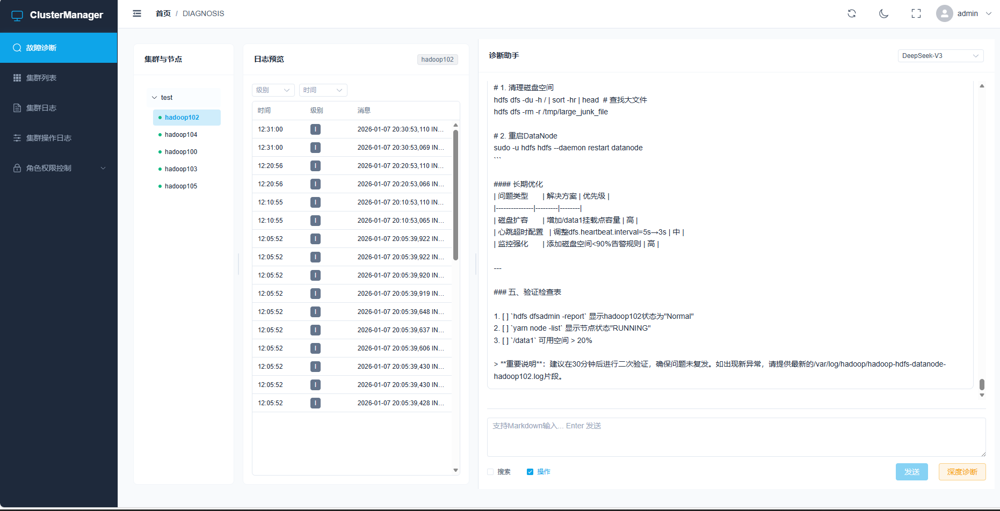 ClusterManager
首页 / DIAGNOSIS
admin
故障诊断
集群列表
集群日志
集群操作日志
角色权限控制
集群与节点
test
hadoop102
hadoop104
hadoop100
hadoop103
hadoop105
日志预览
hadoop102
级别 时间
时间 级别 消息
12:31:00 I 2026-01-07 20:30:53,110 IN...
12:31:00 I 2026-01-07 20:30:53,069 IN...
12:20:56 I 2026-01-07 20:20:53,110 IN...
12:20:56 I 2026-01-07 20:20:53,066 IN...
12:10:55 I 2026-01-07 20:10:53,110 IN...
12:10:55 I 2026-01-07 20:10:53,065 IN...
12:05:52 I 2026-01-07 20:05:39,922 IN...
12:05:52 I 2026-01-07 20:05:39,922 IN...
12:05:52 I 2026-01-07 20:05:39,920 IN...
12:05:52 I 2026-01-07 20:05:39,919 IN...
12:05:52 I 2026-01-07 20:05:39,648 IN...
12:05:52 I 2026-01-07 20:05:39,637 IN...
12:05:52 I 2026-01-07 20:05:39,606 IN...
12:05:52 I 2026-01-07 20:05:39,430 IN...
12:05:52 I 2026-01-07 20:05:39,430 IN...
12:05:52 I 2026-01-07 20:05:39,428 IN...
诊断助手
DeepSeek-V3
# 1. 清理磁盘空间
hdfs dfs -du -h / | sort -hr | head  # 查找大文件
hdfs dfs -rm -r /tmp/large_junk_file
# 2. 重启DataNode
sudo -u hdfs hdfs --daemon restart datanode
```
#### 长期优化
| 问题类型       | 解决方案 | 优先级 |
|---------------|---------|--------|
| 磁盘扩容       | 增加/data1挂载点容量 | 高 |
| 心跳超时配置   | 调整dfs.heartbeat.interval=5s→3s | 中 |
| 监控强化       | 添加磁盘空间<90%告警规则 | 高 |
---
### 五、验证检查表
1. [ ] `hdfs dfsadmin -report` 显示hadoop102状态为"Normal"
2. [ ] `yarn node -list` 显示节点状态"RUNNING"
3. [ ] `/data1` 可用空间 > 20%
> **重要说明**：建议在30分钟后进行二次验证，确保问题未复发。如出现新异常，请提供最新的/var/log/hadoop/hadoop-hdfs-datanode-
hadoop102.log片段。
支持Markdown输入... Enter 发送
搜索 操作
发送 深度诊断